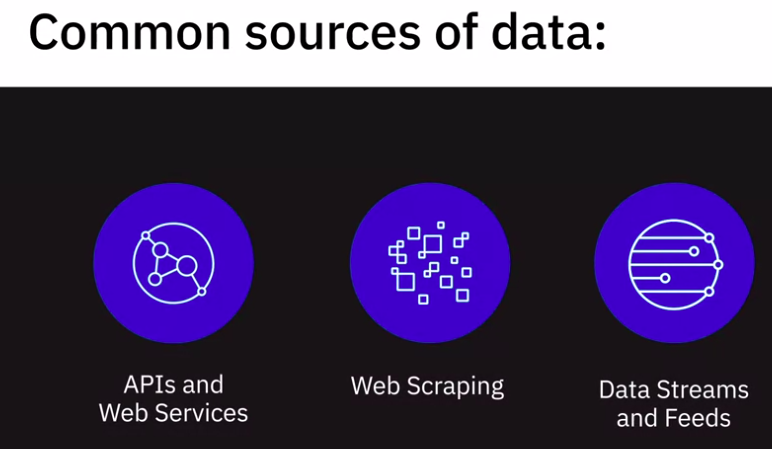 Common sources of data:
APIs and
Web Services
Web Scraping
Data Streams
and Feeds